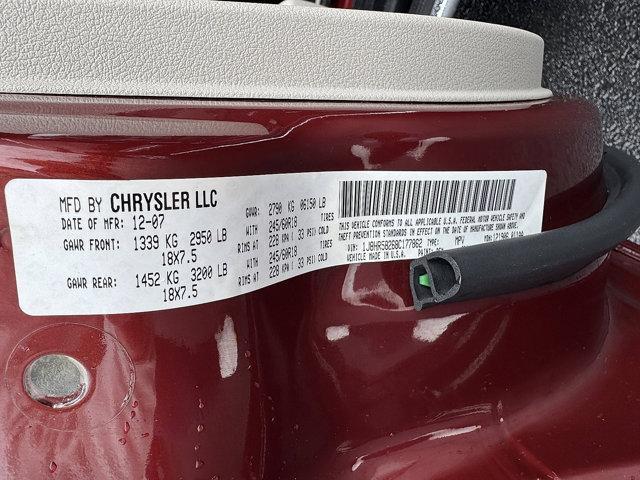 MFD BY CHRYSLER LLC
DATE OF MFR: 12-07
GVWR: 2790 KG 06150 LB
GAWR FRONT: 1339 KG 2950 LB WITH 245/60R18 TIRES
18X7.5 RIMS AT 228 KPA ( 33 PSI COLD
GAWR REAR: 1452 KG 3200 LB WITH 245/60R18 TIRES
18X7.5 RIMS AT 228 KPA ( 33 PSI COLD
THIS VEHICLE CONFORMS TO ALL APPLICABLE U.S.A. FEDERAL MOTOR VEHICLE SAFETY AND
THEFT PREVENTION STANDARDS IN EFFECT ON THE DATE OF MANUFACTURE SHOWN ABOVE
VIN: 1J8HR58268C177862 TYPE: MPV
VEHICLE MADE IN U.S.A.